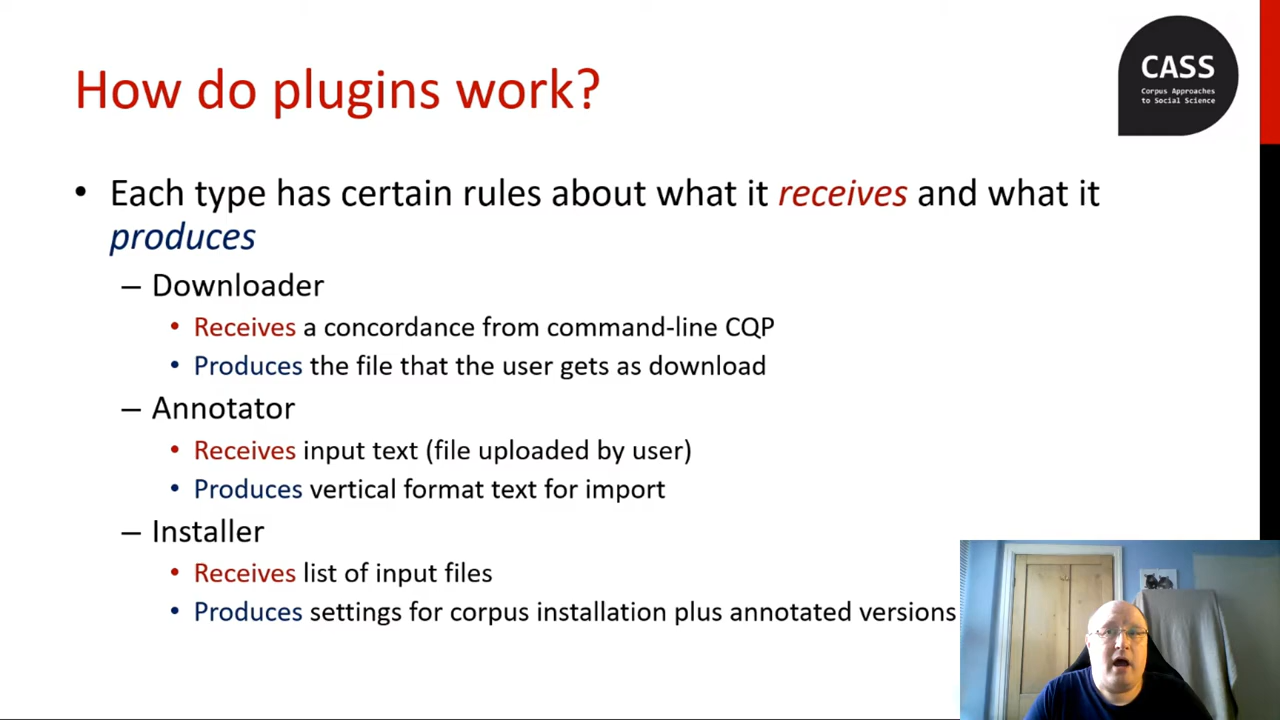 How do plugins work?
CASS
Corpus Approaches
to Social Science
• Each type has certain rules about what it receives and what it
produces
– Downloader
• Receives a concordance from command-line CQP
• Produces the file that the user gets as download
– Annotator
• Receives input text (file uploaded by user)
• Produces vertical format text for import
– Installer
• Receives list of input files
• Produces settings for corpus installation plus annotated versions